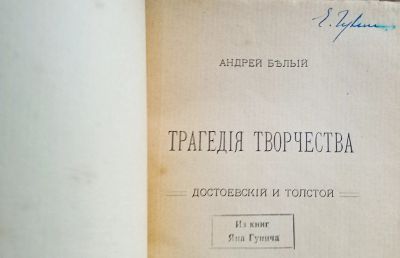 АНДРЕЙ БѢЛЫЙ
ТРАГЕДІЯ ТВОРЧЕСТВА
ДОСТОЕВСКІЙ И ТОЛСТОЙ
Из книг
Яна Гунича